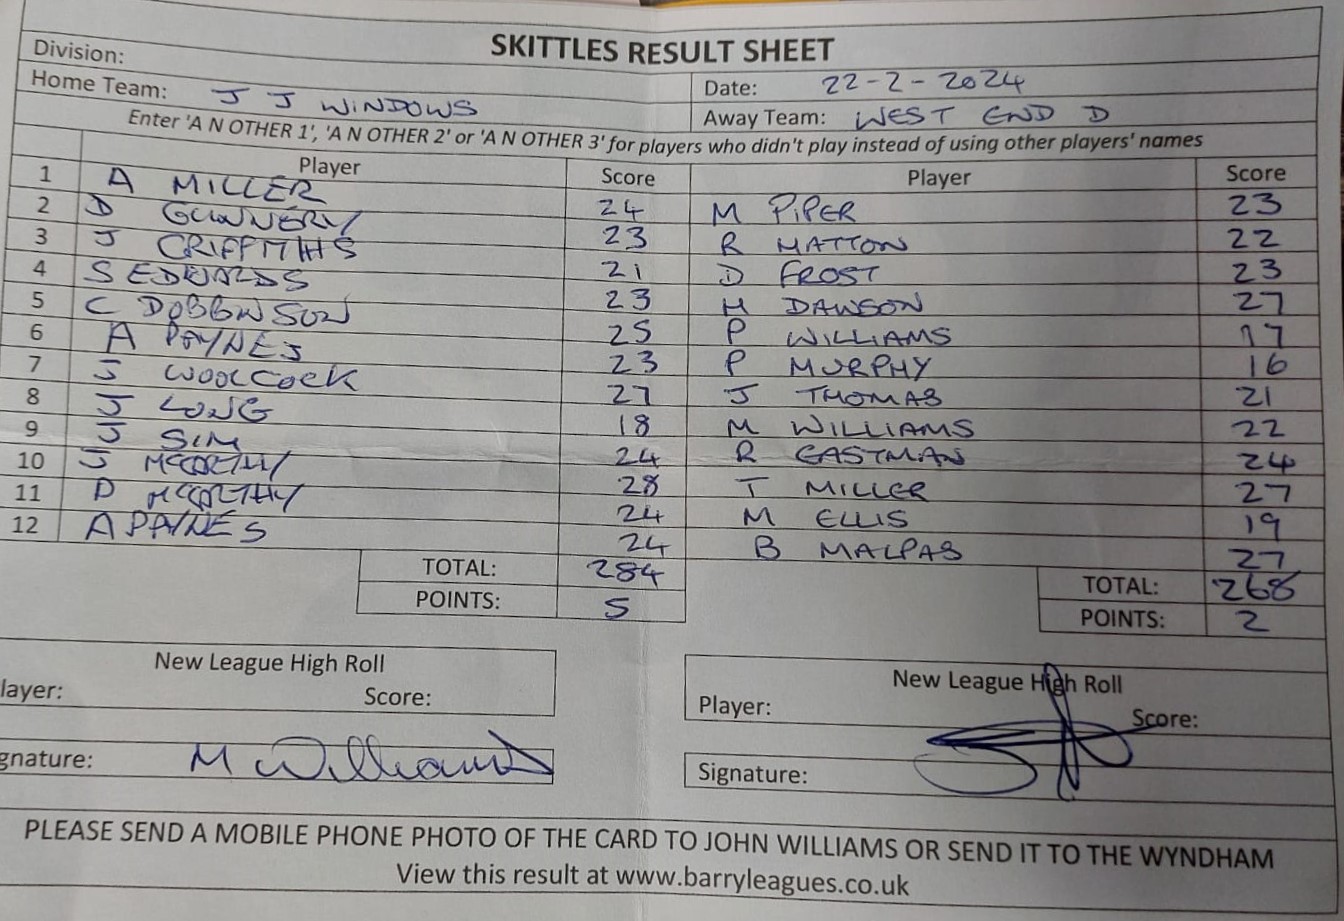 SKITTLES RESULT SHEET
Division:
Home Team: J J WINDOWS Date: 22-2-2024
Away Team: WEST END D
Enter 'A N OTHER 1', 'A N OTHER 2' or 'A N OTHER 3' for players who didn't play instead of using other players' names
Player Score Player Score
1 A MILLER 24 M PIPER 23
2 D GUNNERY 23 R MATTON 22
3 J GRIFFITHS 21 D FROST 23
4 S EDWARDS 23 M DAWSON 27
5 C DOBBINSON 25 P WILLIAMS 17
6 A PAYNES 23 P MURPHY 16
7 J WOOLCOCK 27 J THOMAS 21
8 J LONG 18 M WILLIAMS 22
9 J SIM 24 R EASTMAN 24
10 J MCCORTHY 28 T MILLER 27
11 D MCCORTHY 24 M ELLIS 19
12 A PAYNES 24 B MALPAS 27
TOTAL: 284 TOTAL: 268
POINTS: 5 POINTS: 2
New League High Roll New League High Roll
layer: Score: Player: Score:
gnature: M Williams Signature:
PLEASE SEND A MOBILE PHONE PHOTO OF THE CARD TO JOHN WILLIAMS OR SEND IT TO THE WYNDHAM
View this result at www.barryleagues.co.uk